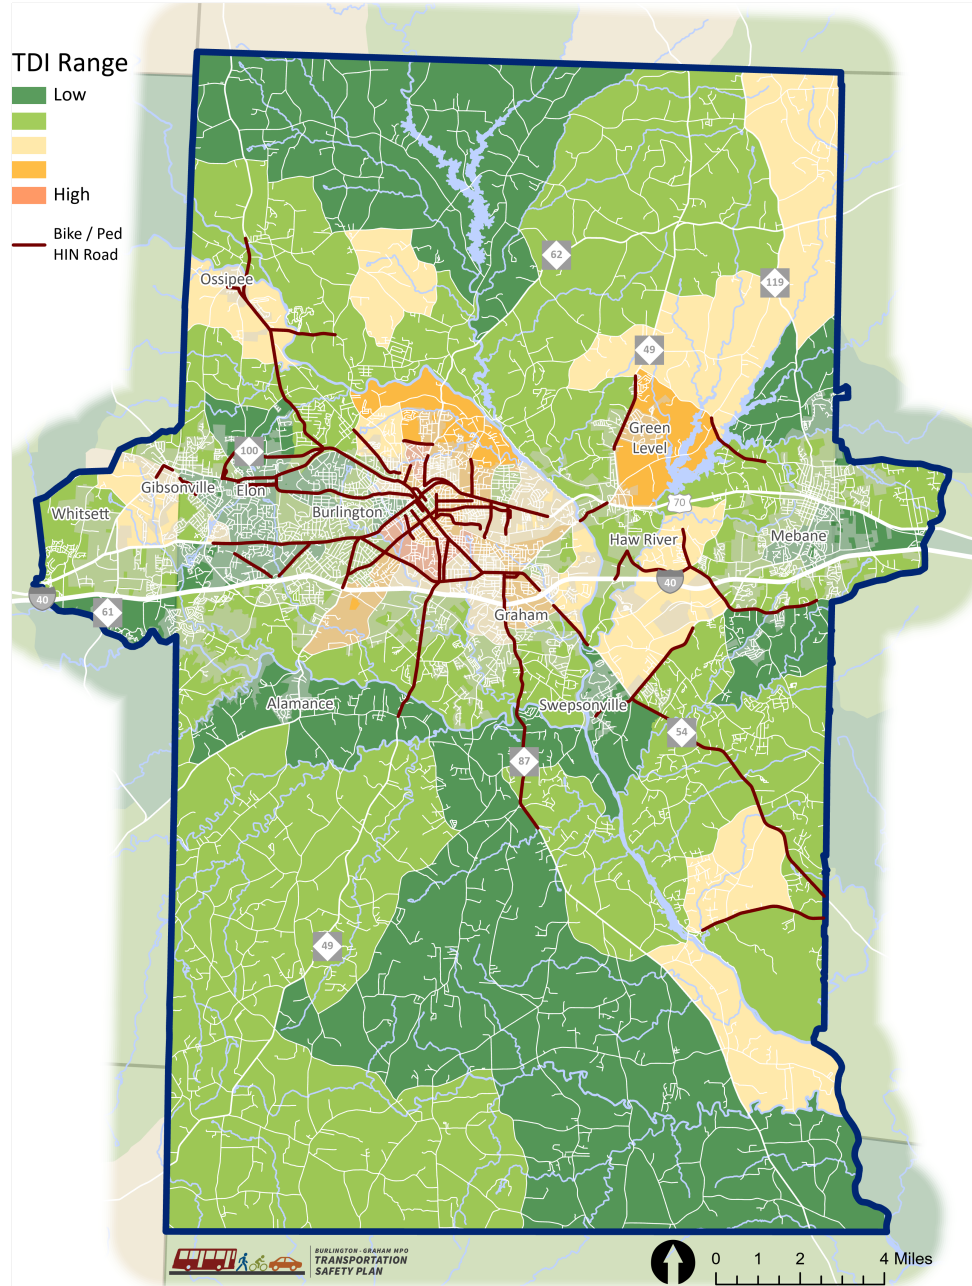 TDI Range
Low
High
Bike / Ped
HIN Road
62
119
Ossipee
49
Green
Level
100
Gibsonville
Elon
Whitsett
Burlington
70
Haw River
Mebane
40
40
61
Graham
Alamance
Swepsonville
54
87
49
BURLINGTON - GRAHAM MPO
TRANSPORTATION
SAFETY PLAN
0 1 2 4 Miles